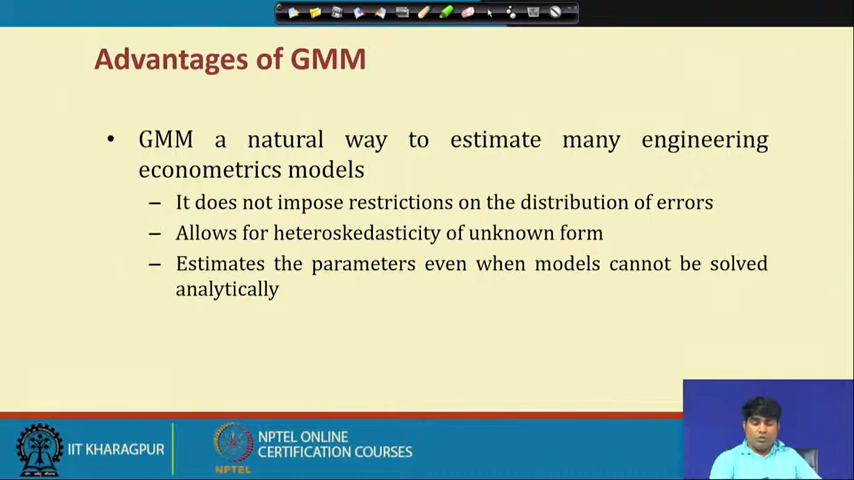 Advantages of GMM
• GMM a natural way to estimate many engineering
econometrics models
– It does not impose restrictions on the distribution of errors
– Allows for heteroskedasticity of unknown form
– Estimates the parameters even when models cannot be solved
analytically
IIT KHARAGPUR
NPTEL
NPTEL ONLINE
CERTIFICATION COURSES